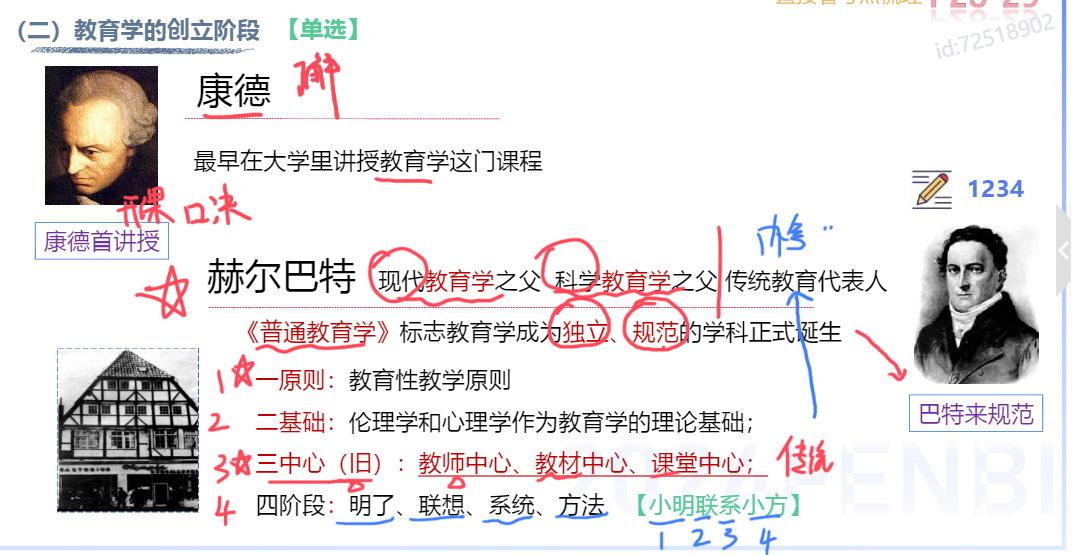 （二）教育学的创立阶段 【单选】
id:72518902
康德 了解
最早在大学里讲授教育学这门课程
1234
开课 口决
康德首讲授
赫尔巴特 现代教育学之父 科学教育学之父 传统教育代表人
《普通教育学》标志教育学成为独立、规范的学科正式诞生
1 一原则：教育性教学原则
巴特来规范
2 二基础：伦理学和心理学作为教育学的理论基础；
3 三中心（旧）：教师中心、教材中心、课堂中心； 传统
4 四阶段：明了、联想、系统、方法 【小明联系小方】
1 2 3 4